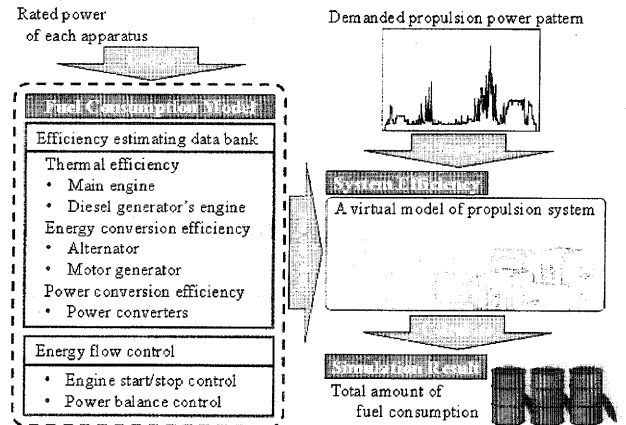 Rated power
of each apparatus
Fuel Consumption Model
Efficiency estimating data bank
Thermal efficiency
• Main engine
• Diesel generator's engine
Energy conversion efficiency
• Alternator
• Motor generator
Power conversion efficiency
• Power converters
Energy flow control
• Engine start/stop control
• Power balance control
Demanded propulsion power pattern
System Efficiency
A virtual model of propulsion system
Simulation Result
Total amount of
fuel consumption